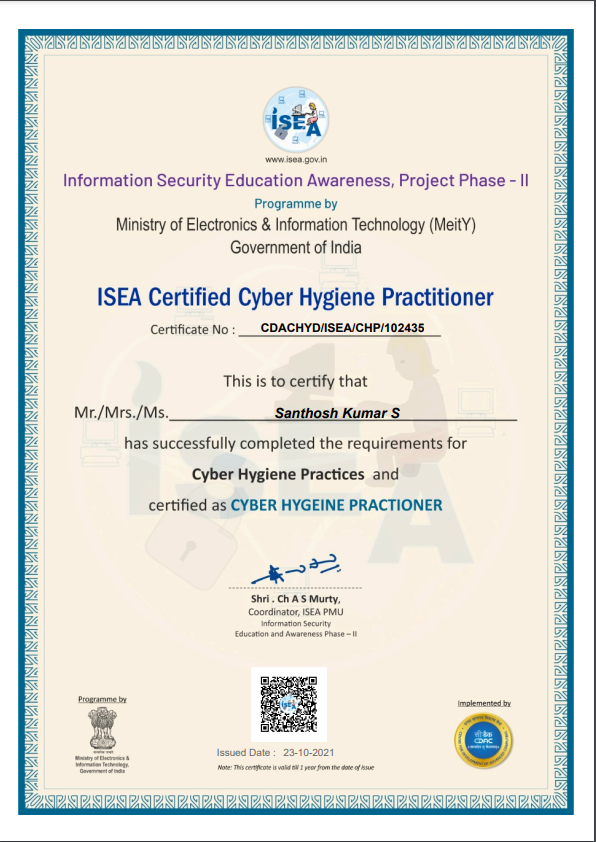 ISEA
www.isea.gov.in
Information Security Education Awareness, Project Phase - II
Programme by
Ministry of Electronics & Information Technology (MeitY)
Government of India
ISEA Certified Cyber Hygiene Practitioner
Certificate No : CDACHYD/ISEA/CHP/102435
This is to certify that
Mr./Mrs./Ms. Santhosh Kumar S
has successfully completed the requirements for
Cyber Hygiene Practices and
certified as CYBER HYGEINE PRACTIONER
Shri . Ch A S Murty,
Coordinator, ISEA PMU
Information Security
Education and Awareness Phase – II
Programme by
Ministry of Electronics &
Information Technology,
Government of India
ISEA
Issued Date : 23-10-2021
Note: This certificate is valid till 1 year from the date of issue
Implemented by
सी डैक
CDAC